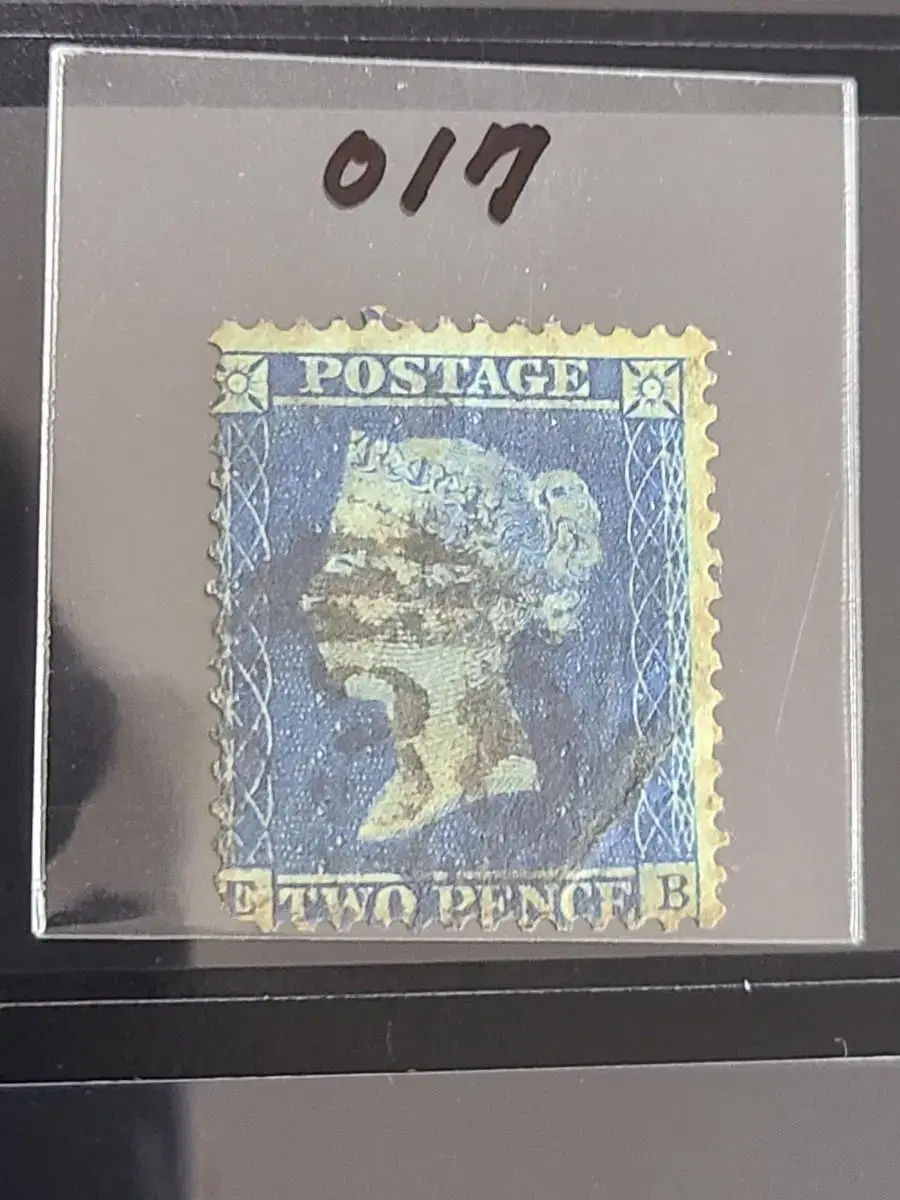 017
POSTAGE
E TWO PENCE. B